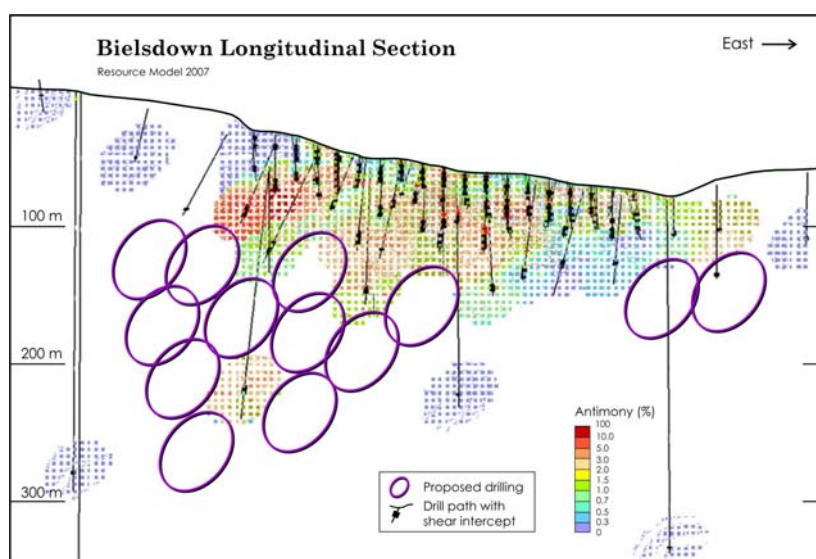 Bielsdown Longitudinal Section
Resource Model 2007
East
100 m
200 m
300 m
Antimony (%)
100
10.0
5.0
3.0
2.0
1.5
1.0
0.7
0.5
0.3
0
Proposed drilling
Drill path with
shear intercept